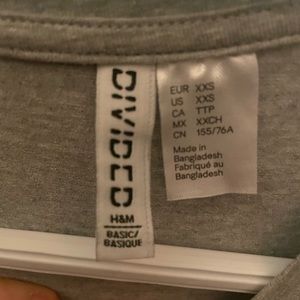 DIVIDED
H&M
BASIC/
BASIQUE
EUR XXS
US XXS
CA TTP
MX XXCH
CN 155/76A
Made in
Bangladesh
Fabriqué au
Bangladesh